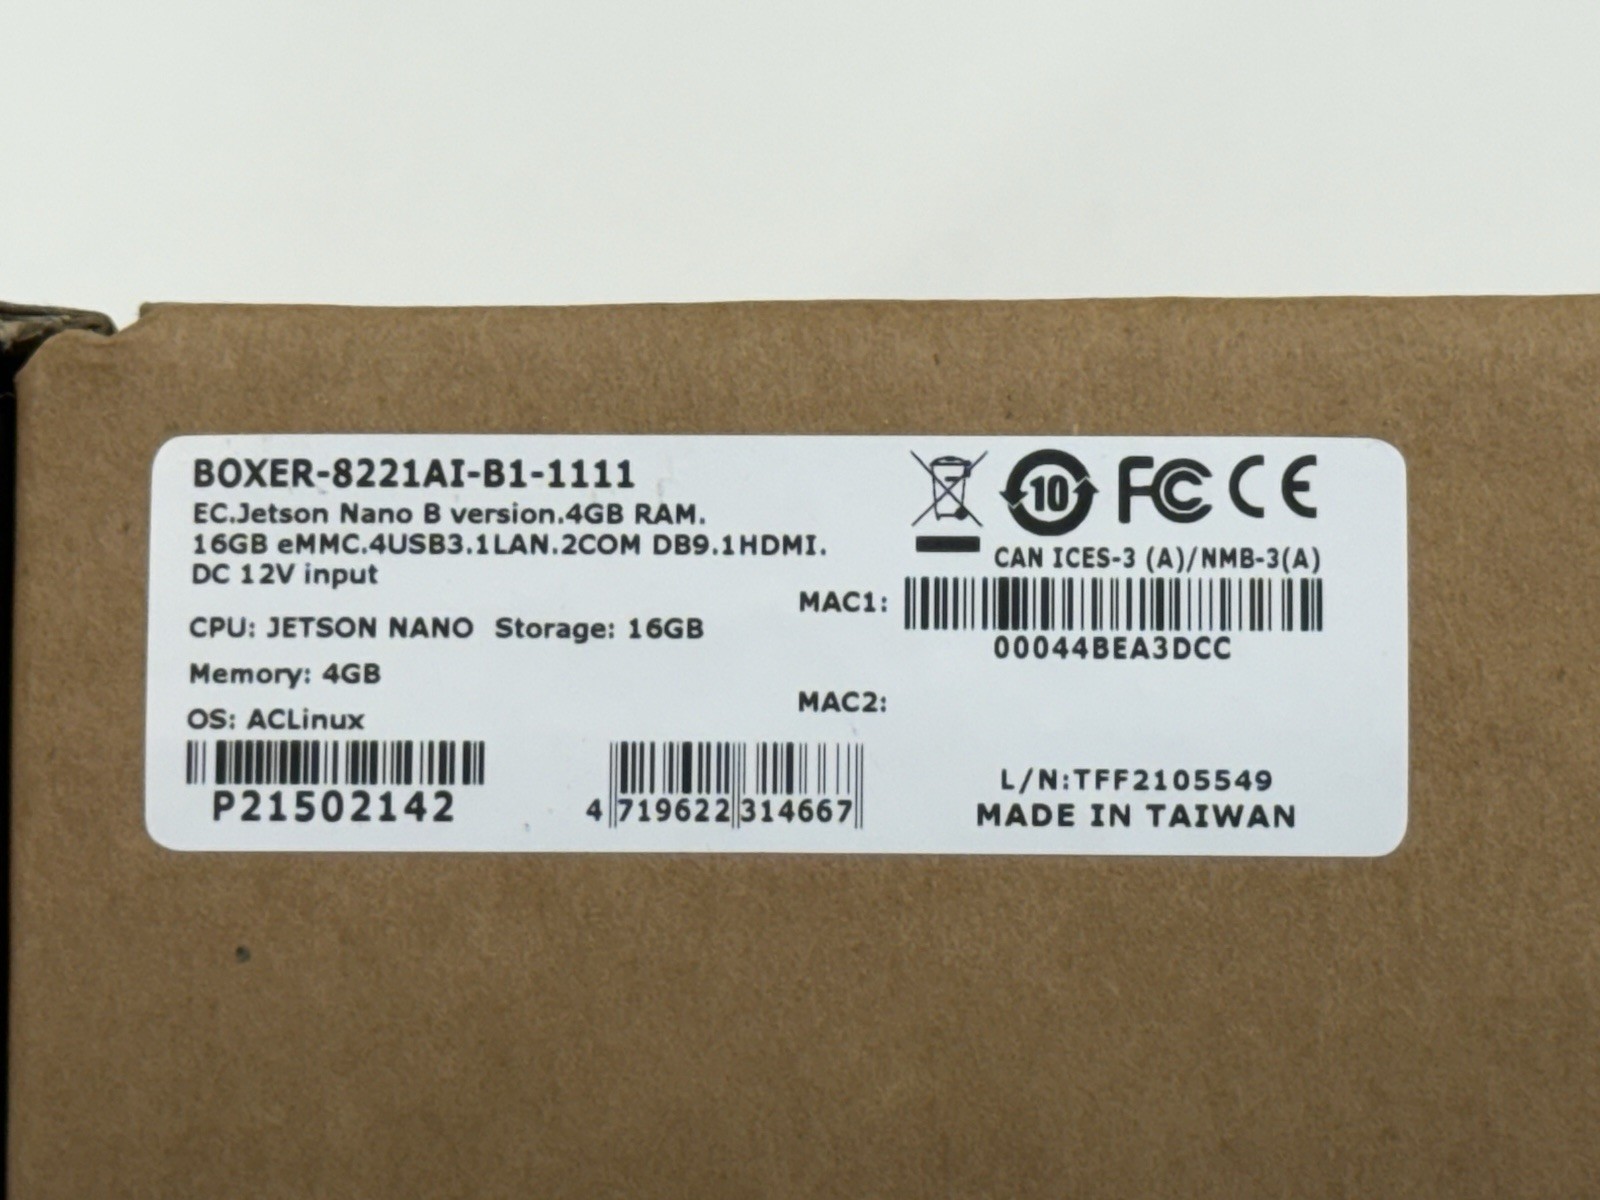 BOXER-8221AI-B1-1111
EC.Jetson Nano B version.4GB RAM.
16GB eMMC.4USB3.1LAN.2COM DB9.1HDMI.
DC 12V input
CPU: JETSON NANO Storage: 16GB
Memory: 4GB
OS: ACLinux
P21502142
4 719622 314667
10 FC CE
CAN ICES-3 (A)/NMB-3(A)
MAC1:
00044BEA3DCC
MAC2:
L/N:TFF2105549
MADE IN TAIWAN